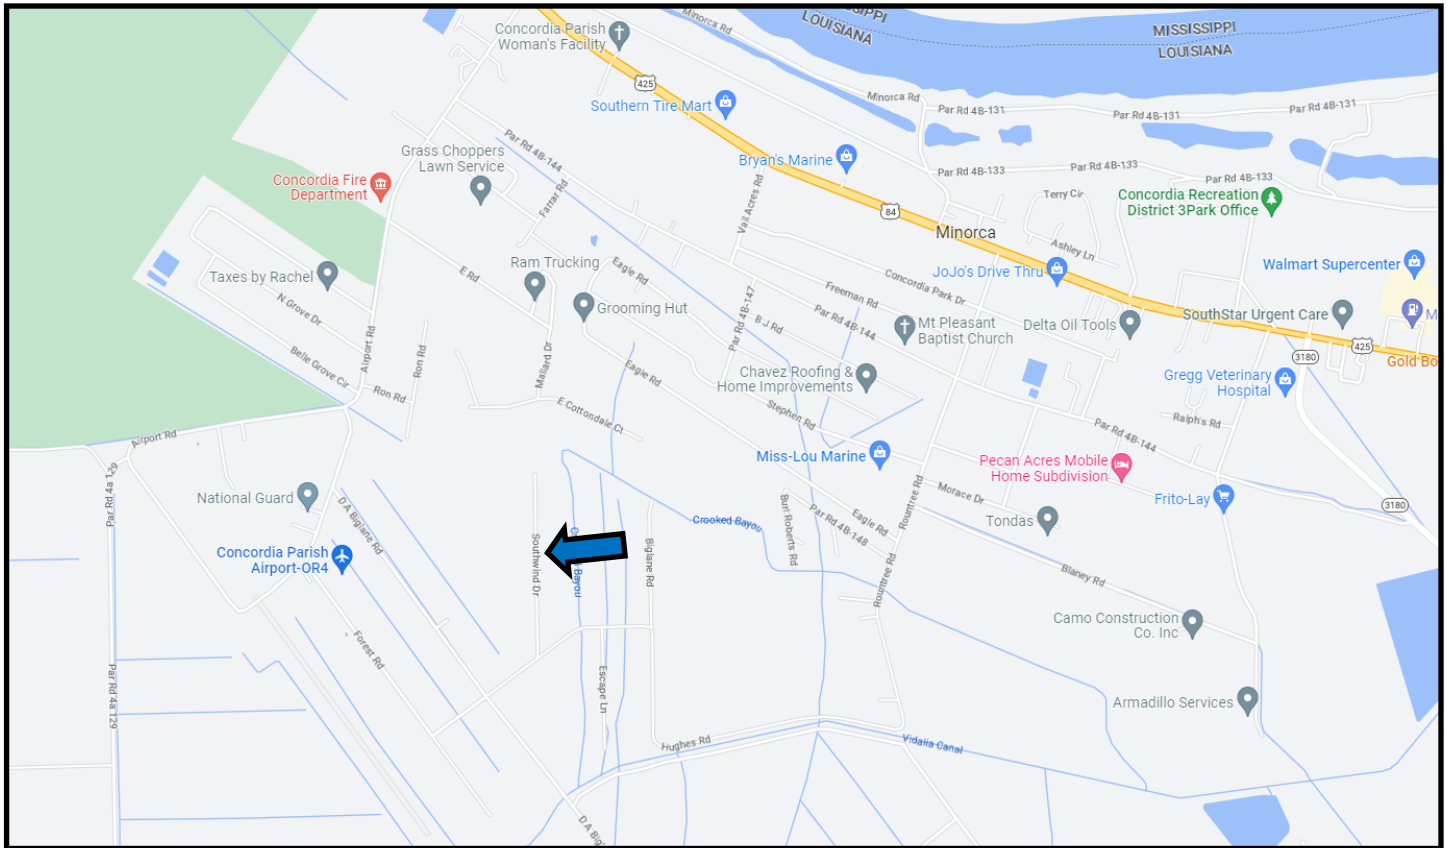 Minorca Rd
MISSISSIPPI
LOUISIANA
LOUISIANA
Concordia Parish
Woman's Facility
425
Southern Tire Mart
Minorca Rd
Par Rd 4B-131
Par Rd 4B-131
Par Rd 4B-131
Par Rd 4B-144
Grass Choppers
Lawn Service
Bryan's Marine
Par Rd 4B-133
Par Rd 4B-133
Par Rd 4B-133
Concordia Fire
Department
Farrar Rd
Vail Acres Rd
84
Terry Cir
Concordia Recreation
District 3Park Office
Minorca
Ashley Ln
Taxes by Rachel
E Rd
Ram Trucking
Eagle Rd
Concordia Park Dr
JoJo's Drive Thru
Walmart Supercenter
N Grove Dr
Grooming Hut
Par Rd 4B-147
B J Rd
Freeman Rd
Par Rd 4B-144
Mt Pleasant
Baptist Church
Delta Oil Tools
SouthStar Urgent Care
M
Airport Rd
Ron Rd
Mallard Dr
3180
425
Gold Bo
Belle Grove Cir
Ron Rd
Eagle Rd
Chavez Roofing &
Home Improvements
Gregg Veterinary
Hospital
E Cottondale Ct
Stephen Rd
Ralph's Rd
Airport Rd
Par Rd 4B-144
Miss-Lou Marine
Pecan Acres Mobile
Home Subdivision
Par Rd 4a 129
National Guard
D A Biglane Rd
Morace Dr
Frito-Lay
3180
Rountree Rd
Crooked Bayou
Burl Roberts Rd
Eagle Rd
Par Rd 4B-148
Tondas
Concordia Parish
Airport-OR4
Southwind Dr
Bayou
Biglane Rd
Rountree Rd
Blaney Rd
Camo Construction
Co. Inc
Forest Rd
Par Rd 4a 129
Escape Ln
Armadillo Services
Hughes Rd
Vidalia Canal
D A Bigl